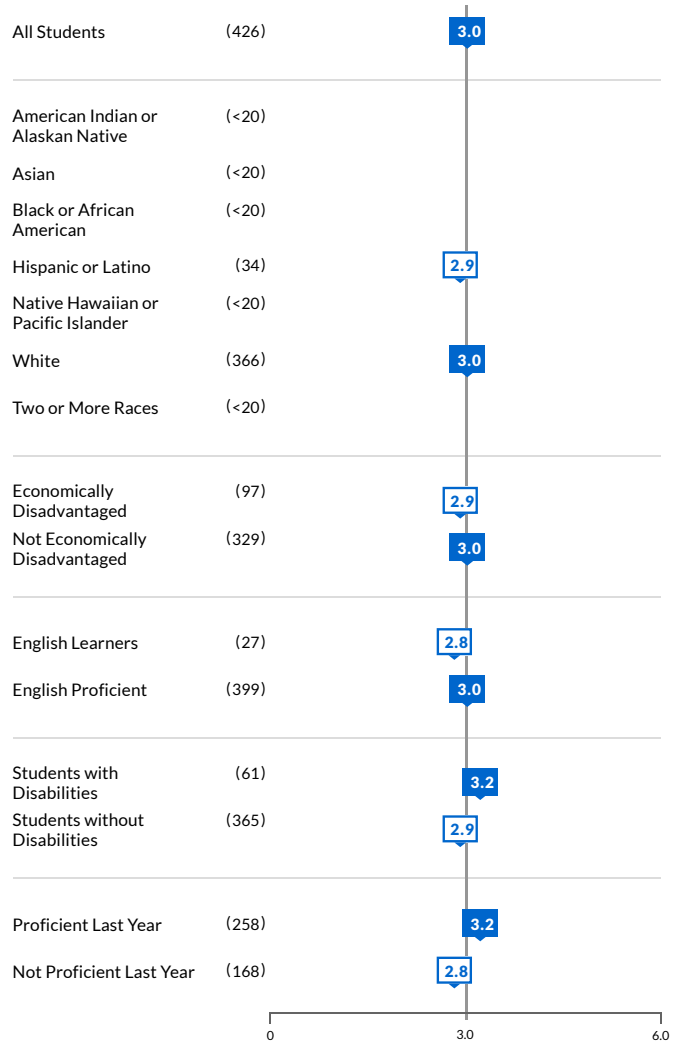 All Students (426) 3.0
American Indian or (<20)
Alaskan Native
Asian (<20)
Black or African (<20)
American
Hispanic or Latino (34) 2.9
Native Hawaiian or (<20)
Pacific Islander
White (366) 3.0
Two or More Races (<20)
Economically (97) 2.9
Disadvantaged
Not Economically (329) 3.0
Disadvantaged
English Learners (27) 2.8
English Proficient (399) 3.0
Students with (61) 3.2
Disabilities
Students without (365) 2.9
Disabilities
Proficient Last Year (258) 3.2
Not Proficient Last Year (168) 2.8
0 3.0 6.0